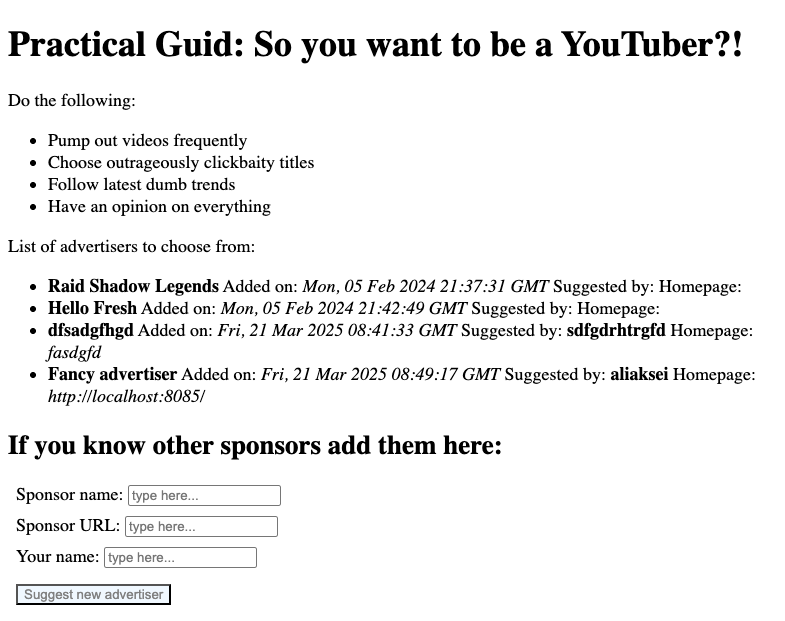 Practical Guid: So you want to be a YouTuber?!
Do the following:
Pump out videos frequently
Choose outrageously clickbaity titles
Follow latest dumb trends
Have an opinion on everything
List of advertisers to choose from:
Raid Shadow Legends Added on: Mon, 05 Feb 2024 21:37:31 GMT Suggested by: Homepage:
Hello Fresh Added on: Mon, 05 Feb 2024 21:42:49 GMT Suggested by: Homepage:
dfsadgfhgd Added on: Fri, 21 Mar 2025 08:41:33 GMT Suggested by: sdfgdrhtrgfd Homepage:
fasdgfd
Fancy advertiser Added on: Fri, 21 Mar 2025 08:49:17 GMT Suggested by: aliaksei Homepage:
http://localhost:8085/
If you know other sponsors add them here:
Sponsor name: type here...
Sponsor URL: type here...
Your name: type here...
Suggest new advertiser